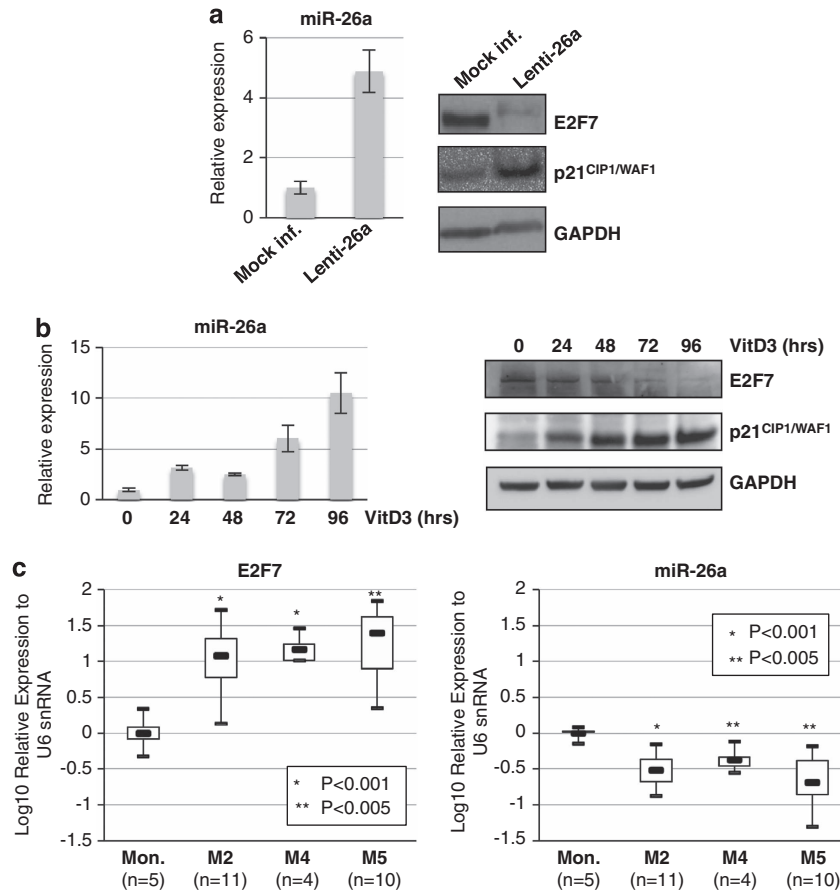 a
miR-26a
Relative expression
6
4
2
0
Mock inf.
Lenti-26a
Mock inf.
Lenti-26a
E2F7
p21CIP1/WAF1
GAPDH
b
miR-26a
Relative expression
15
10
5
0
0 24 48 72 96 VitD3 (hrs)
0 24 48 72 96 VitD3 (hrs)
E2F7
p21CIP1/WAF1
GAPDH
c
E2F7
Log10 Relative Expression to
U6 snRNA
2
1.5
1
0.5
0
-0.5
-1
-1.5
* * **
* P<0.001
** P<0.005
Mon. M2 M4 M5
(n=5) (n=11) (n=4) (n=10)
miR-26a
Log10 Relative Expression to
U6 snRNA
2
1.5
1
0.5
0
-0.5
-1
-1.5
* P<0.001
** P<0.005
* ** **
Mon. M2 M4 M5
(n=5) (n=11) (n=4) (n=10)